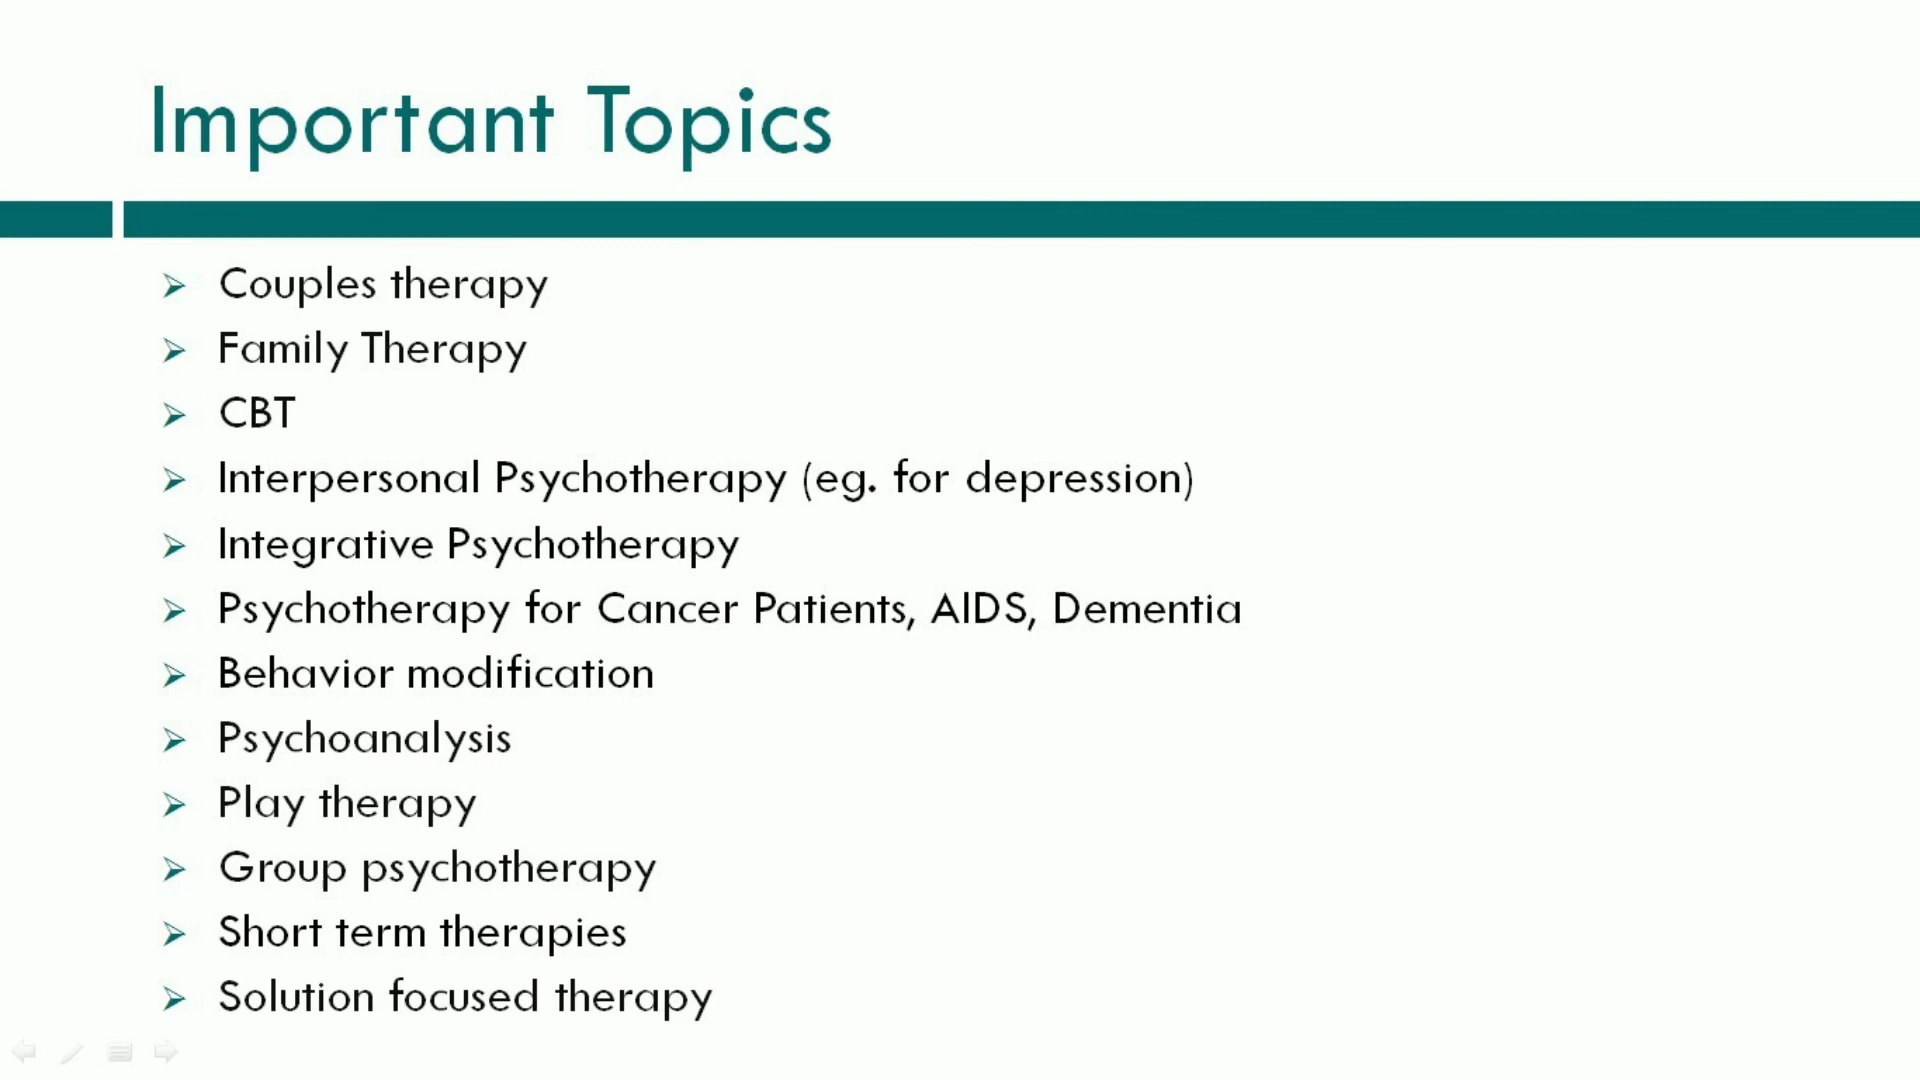 Important Topics
Couples therapy
Family Therapy
CBT
Interpersonal Psychotherapy (eg. for depression)
Integrative Psychotherapy
Psychotherapy for Cancer Patients, AIDS, Dementia
Behavior modification
Psychoanalysis
Play therapy
Group psychotherapy
Short term therapies
Solution focused therapy